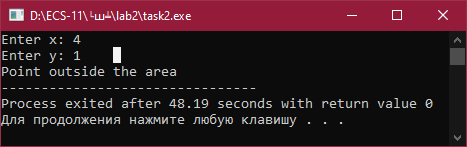 D:\ECS-11\└ш╨\lab2\task2.exe
Enter x: 4
Enter y: 1
Point outside the area
--------------------------------
Process exited after 48.19 seconds with return value 0
Для продолжения нажмите любую клавишу . . .